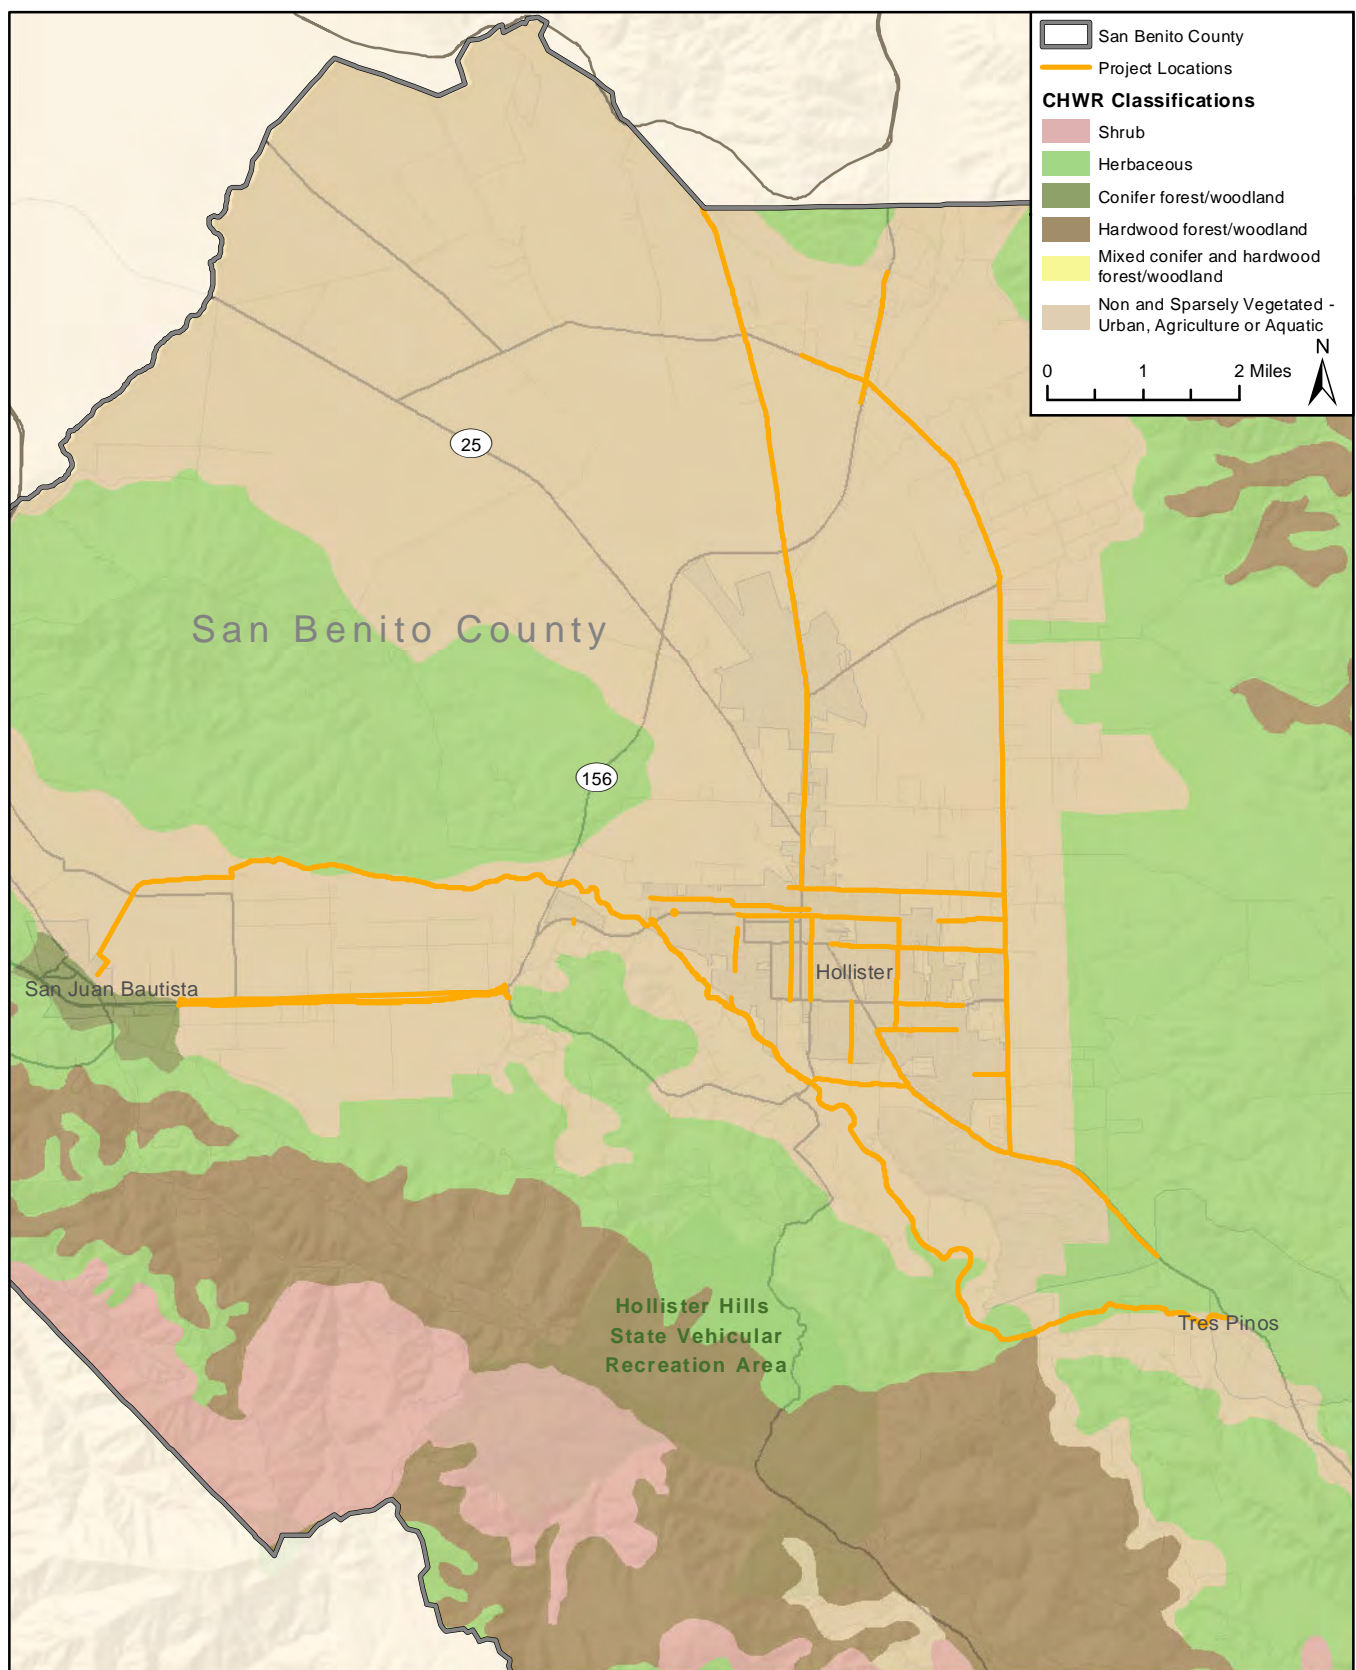 San Benito County
Project Locations
CHWR Classifications
Shrub
Herbaceous
Conifer forest/woodland
Hardwood forest/woodland
Mixed conifer and hardwood
forest/woodland
Non and Sparsely Vegetated -
Urban, Agriculture or Aquatic
N
0 1 2 Miles
25
San Benito County
156
Hollister
San Juan Bautista
Hollister Hills
State Vehicular
Recreation Area
Tres Pinos